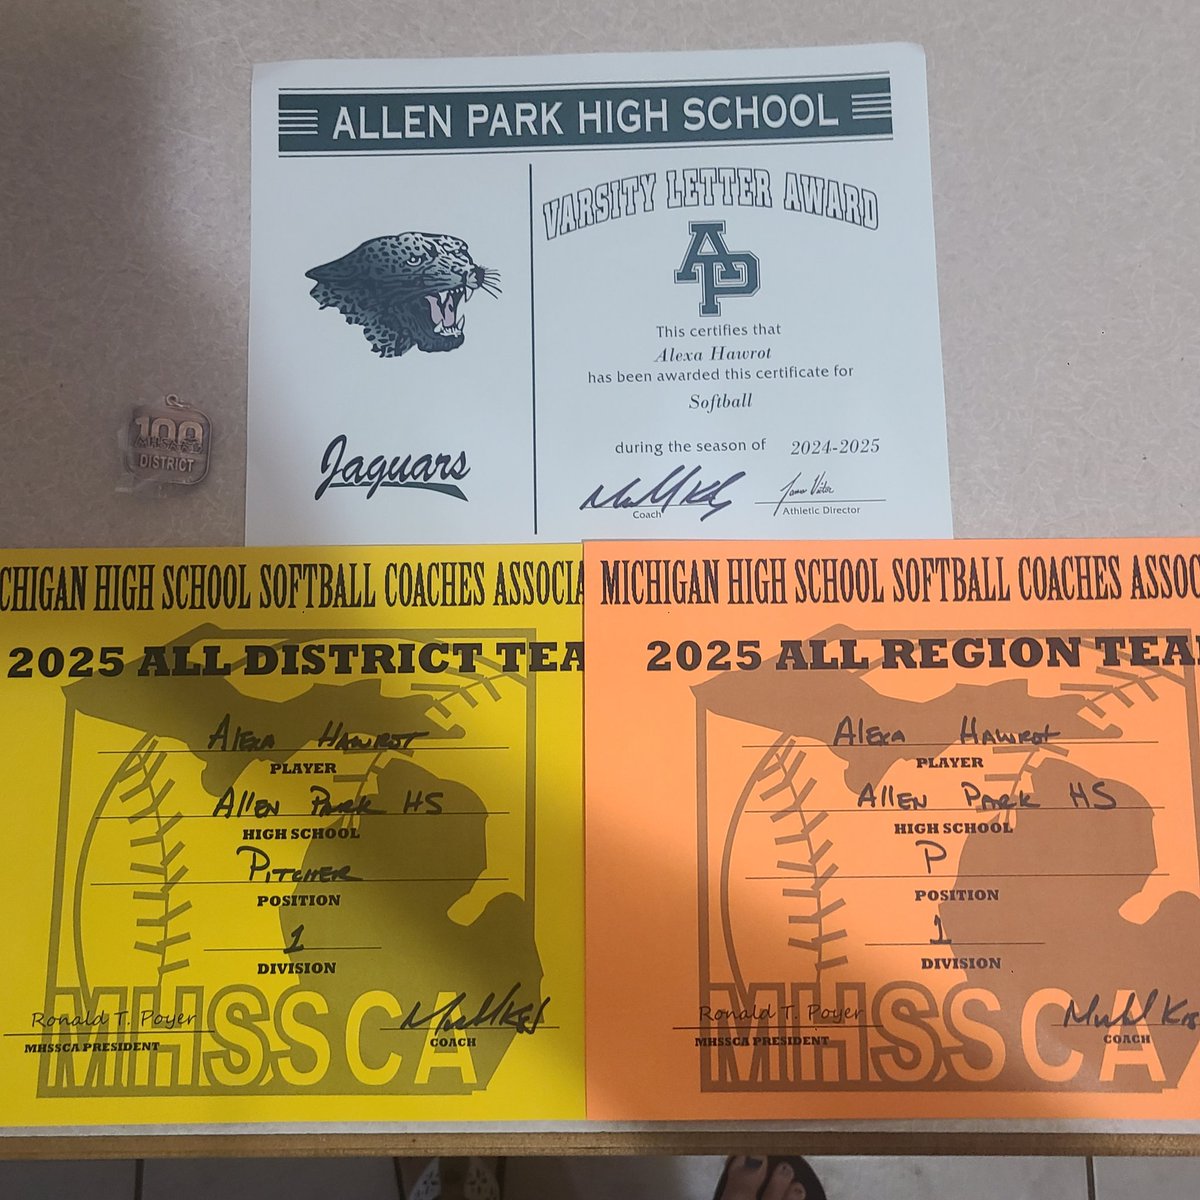 ALLEN PARK HIGH SCHOOL
VARSITY LETTER AWARD
AP
This certifies that
Alexa Hawrot
has been awarded this certificate for
Softball
during the season of 2024-2025
Coach
Athletic Director
Jaguars
100
MHSAA
DISTRICT
CHIGAN HIGH SCHOOL SOFTBALL COACHES ASSOCIA
2025 ALL DISTRICT TEA
Alexa Hawrot
PLAYER
Allen Park HS
HIGH SCHOOL
Pitcher
POSITION
1
DIVISION
MHSSCA
Ronald T. Poyer
MHSSCA PRESIDENT
COACH
MICHIGAN HIGH SCHOOL SOFTBALL COACHES ASSOC
2025 ALL REGION TEA
Alexa Hawrot
PLAYER
Allen Park HS
HIGH SCHOOL
P
POSITION
1
DIVISION
MHSSCA
Ronald T. Poyer
MHSSCA PRESIDENT
COACH